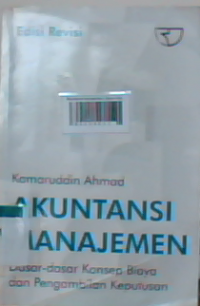 Edisi Revisi
Kamaruddin Ahmad
AKUNTANSI
MANAJEMEN
Dasar-dasar Konsep Biaya
dan Pengambilan Keputusan